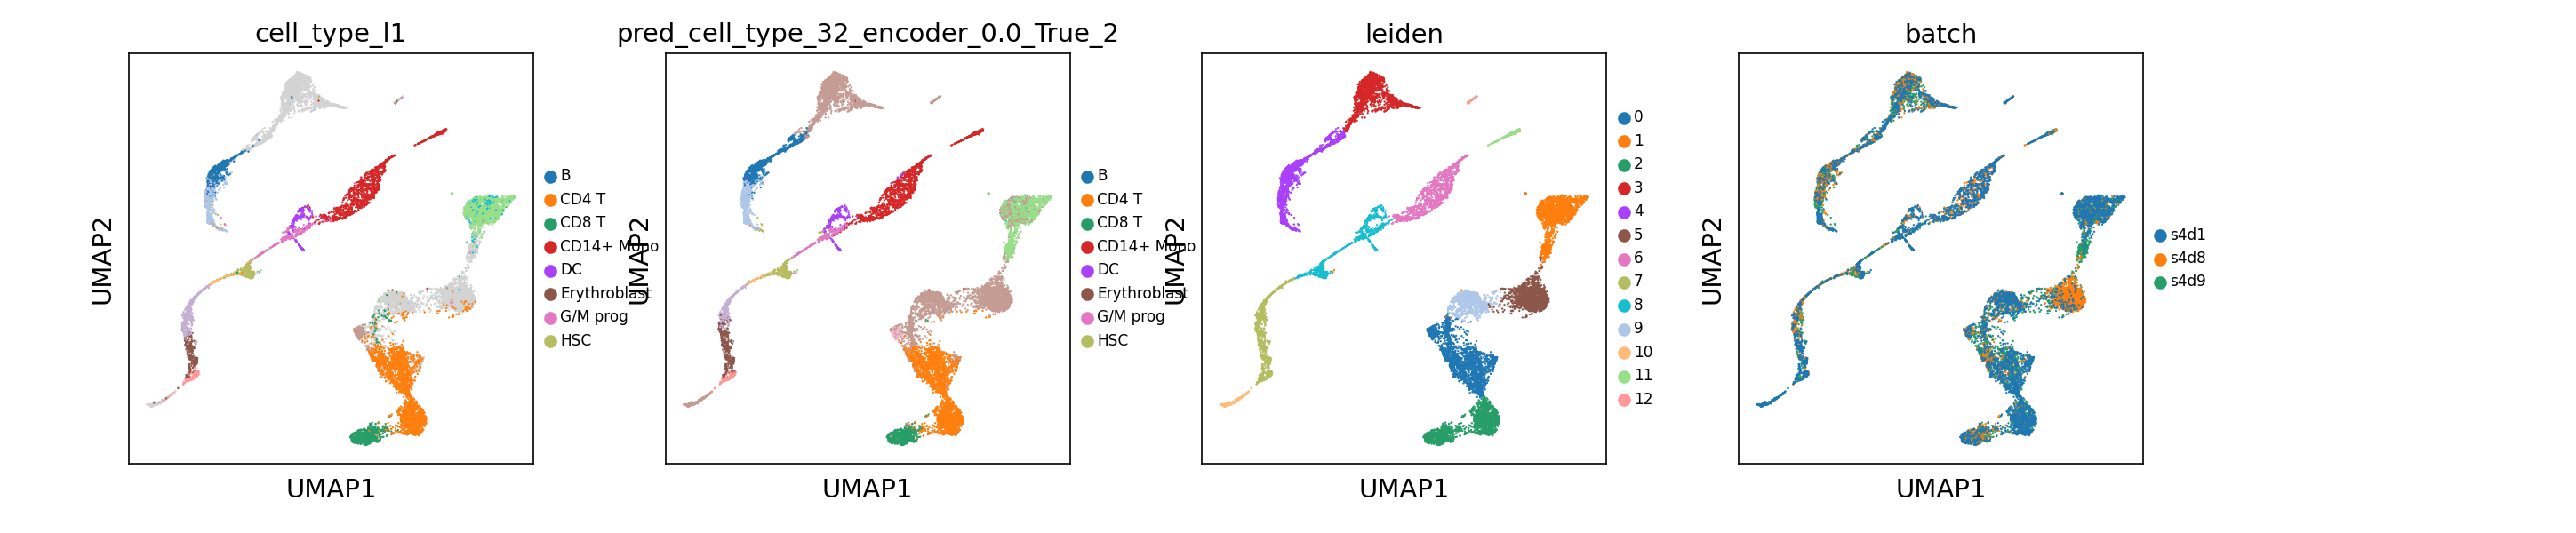 cell_type_l1
pred_cell_type_32_encoder_0.0_True_2
leiden
batch
UMAP2
UMAP1
B
CD4 T
CD8 T
CD14+ Mono
DC
Erythroblast
G/M prog
HSC
UMAP2
UMAP1
B
CD4 T
CD8 T
CD14+ Mono
DC
Erythroblast
G/M prog
HSC
UMAP2
UMAP1
0
1
2
3
4
5
6
7
8
9
10
11
12
UMAP2
UMAP1
s4d1
s4d8
s4d9